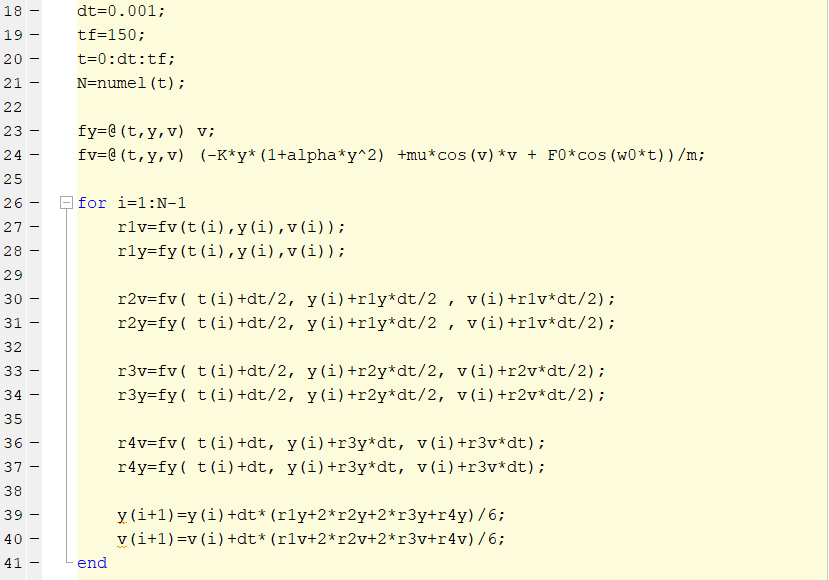 18 – dt=0.001;
19 – tf=150;
20 – t=0:dt:tf;
21 – N=numel(t);
22
23 – fy=@(t,y,v) v;
24 – fv=@(t,y,v) (-K*y*(1+alpha*y^2) +mu*cos(v)*v + F0*cos(w0*t))/m;
25
26 – for i=1:N-1
27 – r1v=fv(t(i),y(i),v(i));
28 – r1y=fy(t(i),y(i),v(i));
29
30 – r2v=fv( t(i)+dt/2, y(i)+r1y*dt/2 , v(i)+r1v*dt/2);
31 – r2y=fy( t(i)+dt/2, y(i)+r1y*dt/2 , v(i)+r1v*dt/2);
32
33 – r3v=fv( t(i)+dt/2, y(i)+r2y*dt/2, v(i)+r2v*dt/2);
34 – r3y=fy( t(i)+dt/2, y(i)+r2y*dt/2, v(i)+r2v*dt/2);
35
36 – r4v=fv( t(i)+dt, y(i)+r3y*dt, v(i)+r3v*dt);
37 – r4y=fy( t(i)+dt, y(i)+r3y*dt, v(i)+r3v*dt);
38
39 – y(i+1)=y(i)+dt*(r1y+2*r2y+2*r3y+r4y)/6;
40 – v(i+1)=v(i)+dt*(r1v+2*r2v+2*r3v+r4v)/6;
41 – end